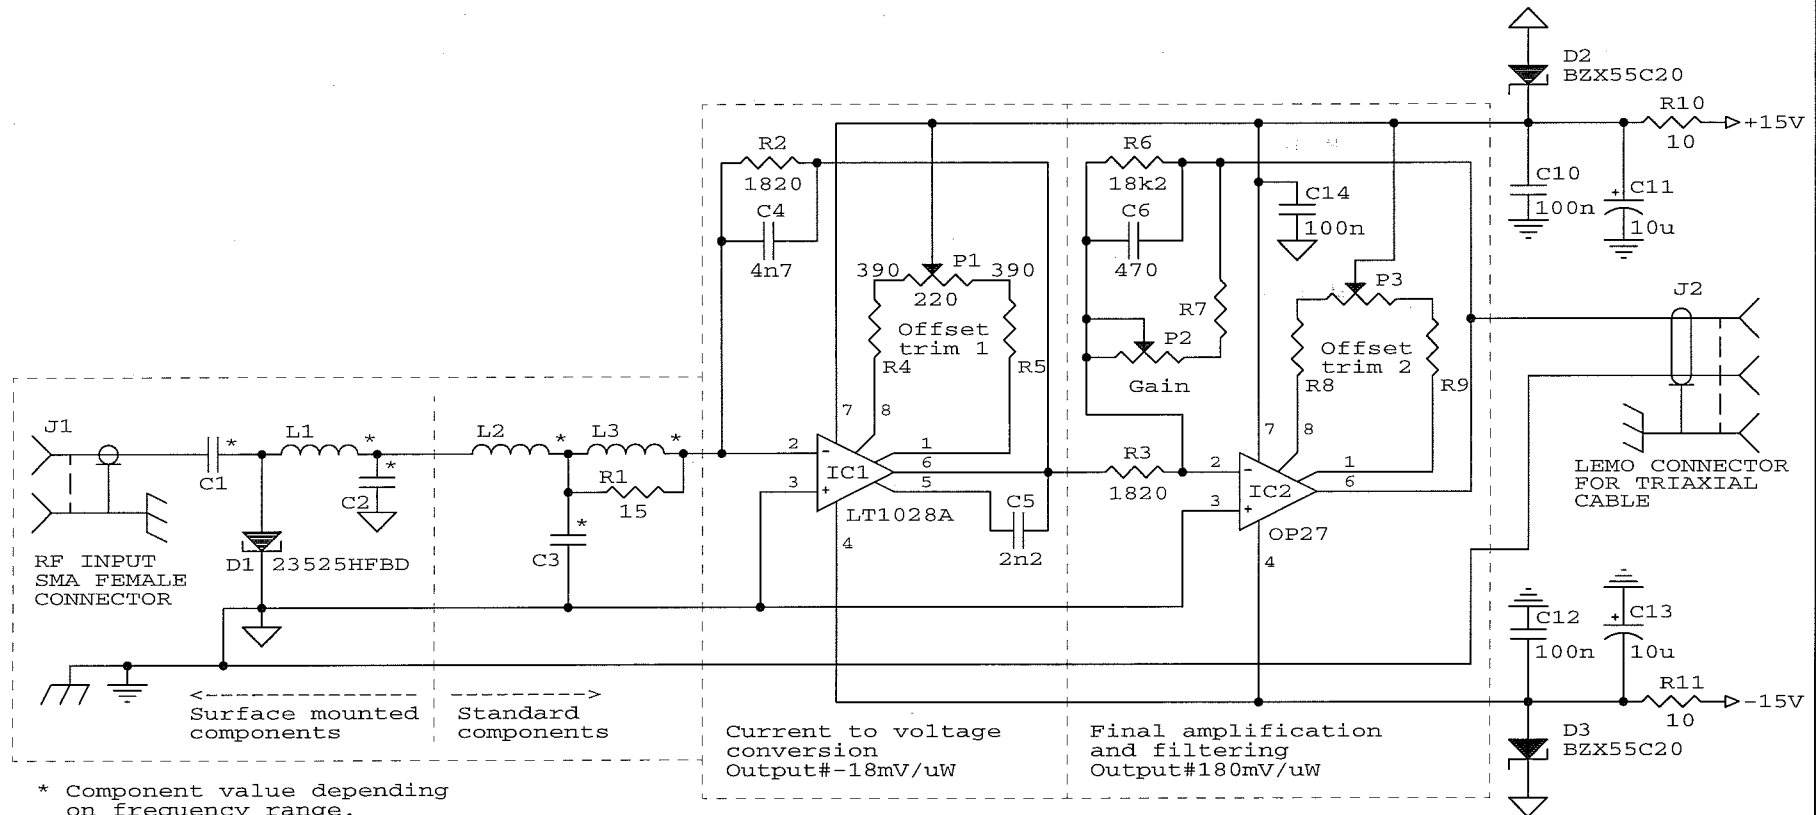 D2
BZX55C20
R10
+15V
10
R2
1820
C4
4n7
R6
18k2
C6
470
C14
100n
C10
100n
+
C11
10u
390
P1
390
220
Offset
trim 1
R4
R5
R7
P2
Gain
P3
Offset
trim 2
R8
R9
J2
LEMO CONNECTOR
FOR TRIAXIAL
CABLE
J1
C1
*
L1
*
*
C2
L2
*
L3
*
R1
15
*
C3
D1
23525HFBD
RF INPUT
SMA FEMALE
CONNECTOR
7
8
2
-
IC1
1
6
5
3
+
LT1028A
4
C5
2n2
R3
1820
7
8
2
-
IC2
1
6
3
+
OP27
4
C12
100n
+
C13
10u
R11
-15V
10
D3
BZX55C20
<---------------
--------------->
Surface mounted
components
Standard
components
Current to voltage
conversion
Output#-18mV/uW
Final amplification
and filtering
Output#180mV/uW
* Component value depending
on frequency range.